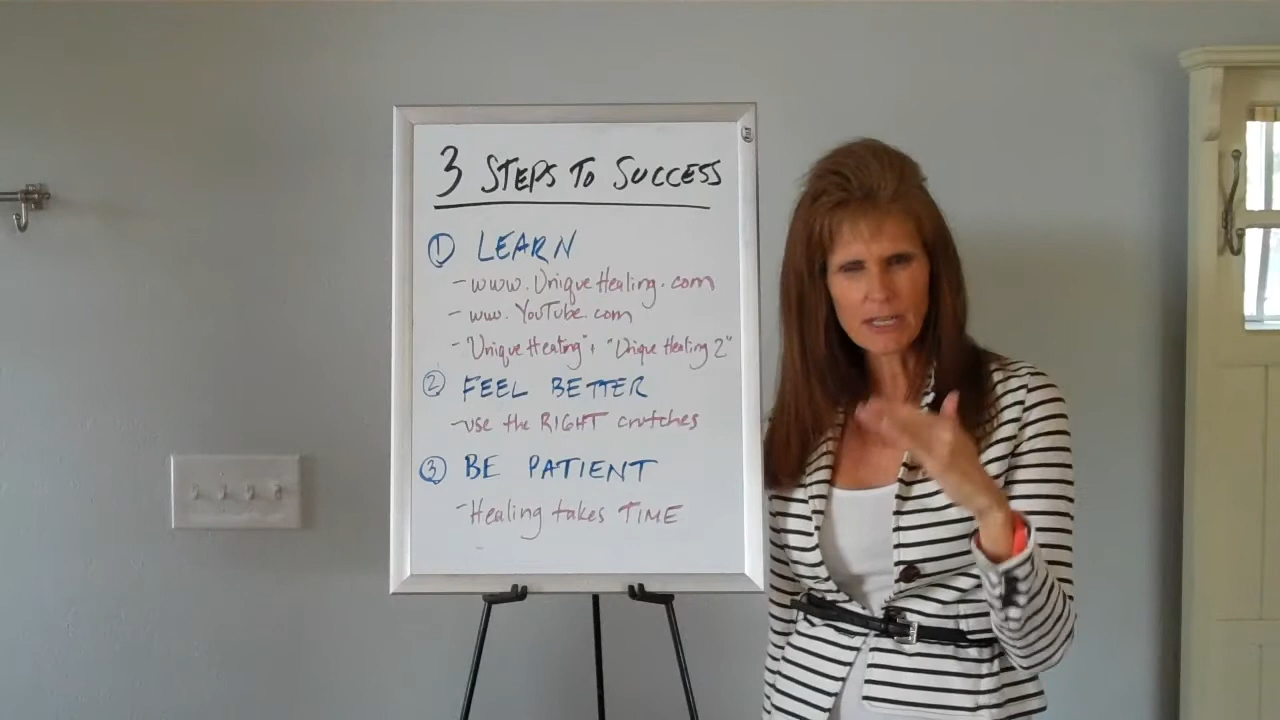 3 STEPS TO SUCCESS
① LEARN
- www.UniqueHealing.com
- www.YouTube.com
- "Unique Healing" + "Unique Healing 2"
② FEEL BETTER
- use the RIGHT crutches
③ BE PATIENT
- Healing takes TIME